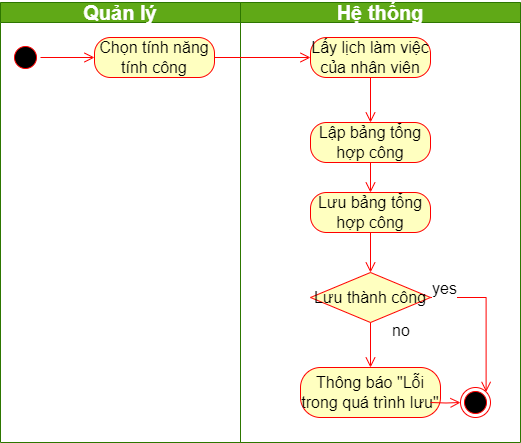 Quản lý
Hệ thống
Chọn tính năng
tính công
Lấy lịch làm việc
của nhân viên
Lập bảng tổng
hợp công
Lưu bảng tổng
hợp công
Lưu thành công
yes
no
Thông báo "Lỗi
trong quá trình lưu"